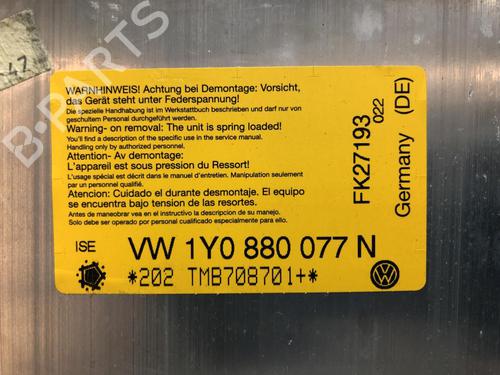 WARNHINWEIS! Achtung bei Demontage: Vorsicht,
das Gerät steht unter Federspannung!
Die spezielle Handhabung ist im Werkstattbuch beschrieben und darf nur von
geschultem Personal durchgeführt werden.
Warning- on removal: The unit is spring loaded!
You'll find a description of the specific use in the service manual.
Handling only by authorized personnel.
Attention- Av demontage:
L'apareil est sous pression du Ressort!
L'usage spécial est décrit dans le manuel d'entretien. Manipulation seulement
par un personnel d'atelier autorisé.
Cuidado el durante desmontaje. El equipo
se encuentra bajo tension de las resortes.
Antes de manobrear vea en el instructivo la descripcion de su manejo.
Solo debe ser operado por personal cualificado especialmente para ello.
FK27193
022
Germany (DE)
ISE
VW 1Y0 880 077 N
*202 TMB708701+*
B-PARTS